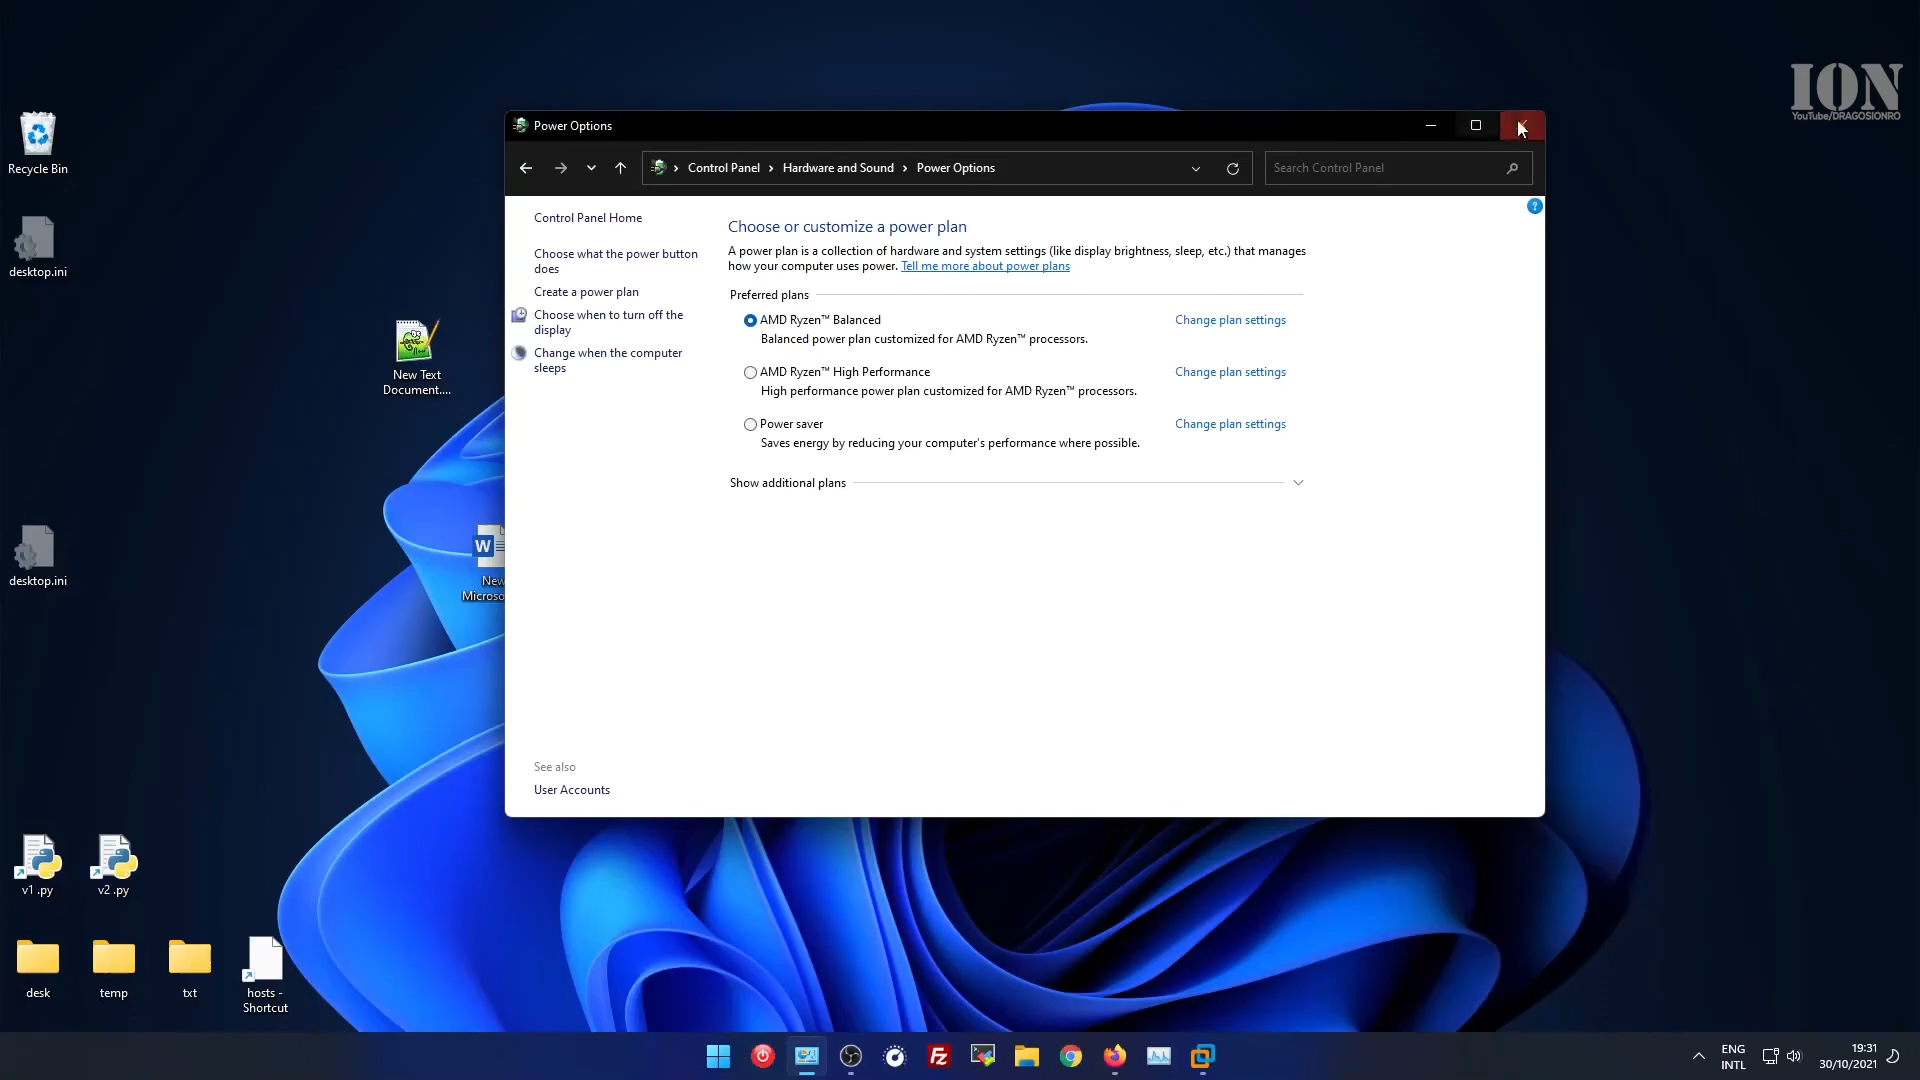 ION
YouTube/DRAGOSIONRO
Recycle Bin
desktop.ini
New Text
Document....
New
Microso
desktop.ini
v1 .py
v2 .py
desk
temp
txt
hosts -
Shortcut
Power Options
Control Panel
Hardware and Sound
Power Options
Search Control Panel
Control Panel Home
Choose what the power button
does
Create a power plan
Choose when to turn off the
display
Change when the computer
sleeps
Choose or customize a power plan
A power plan is a collection of hardware and system settings (like display brightness, sleep, etc.) that manages
how your computer uses power. Tell me more about power plans
Preferred plans
AMD Ryzen™ Balanced
Change plan settings
Balanced power plan customized for AMD Ryzen™ processors.
AMD Ryzen™ High Performance
Change plan settings
High performance power plan customized for AMD Ryzen™ processors.
Power saver
Change plan settings
Saves energy by reducing your computer's performance where possible.
Show additional plans
See also
User Accounts
ENG
INTL
19:31
30/10/2021